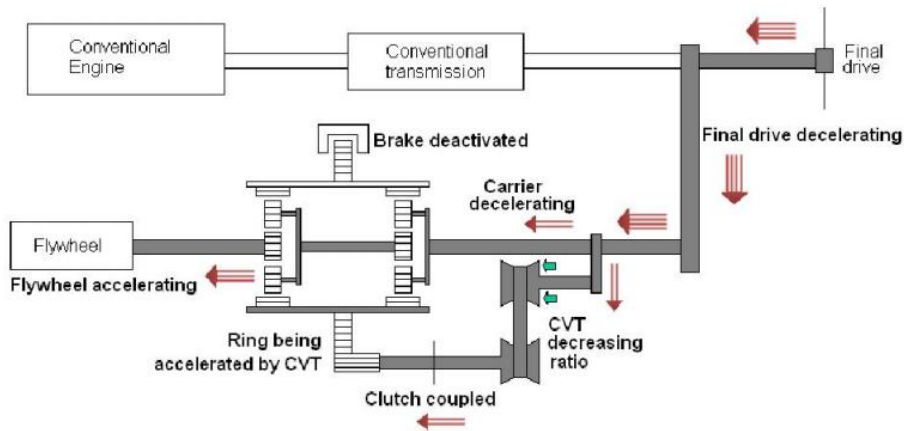 Conventional
Engine
Conventional
transmission
Final
drive
Brake deactivated
Final drive decelerating
Carrier
decelerating
Flywheel
Flywheel accelerating
CVT
decreasing
ratio
Ring being
accelerated by CVT
Clutch coupled